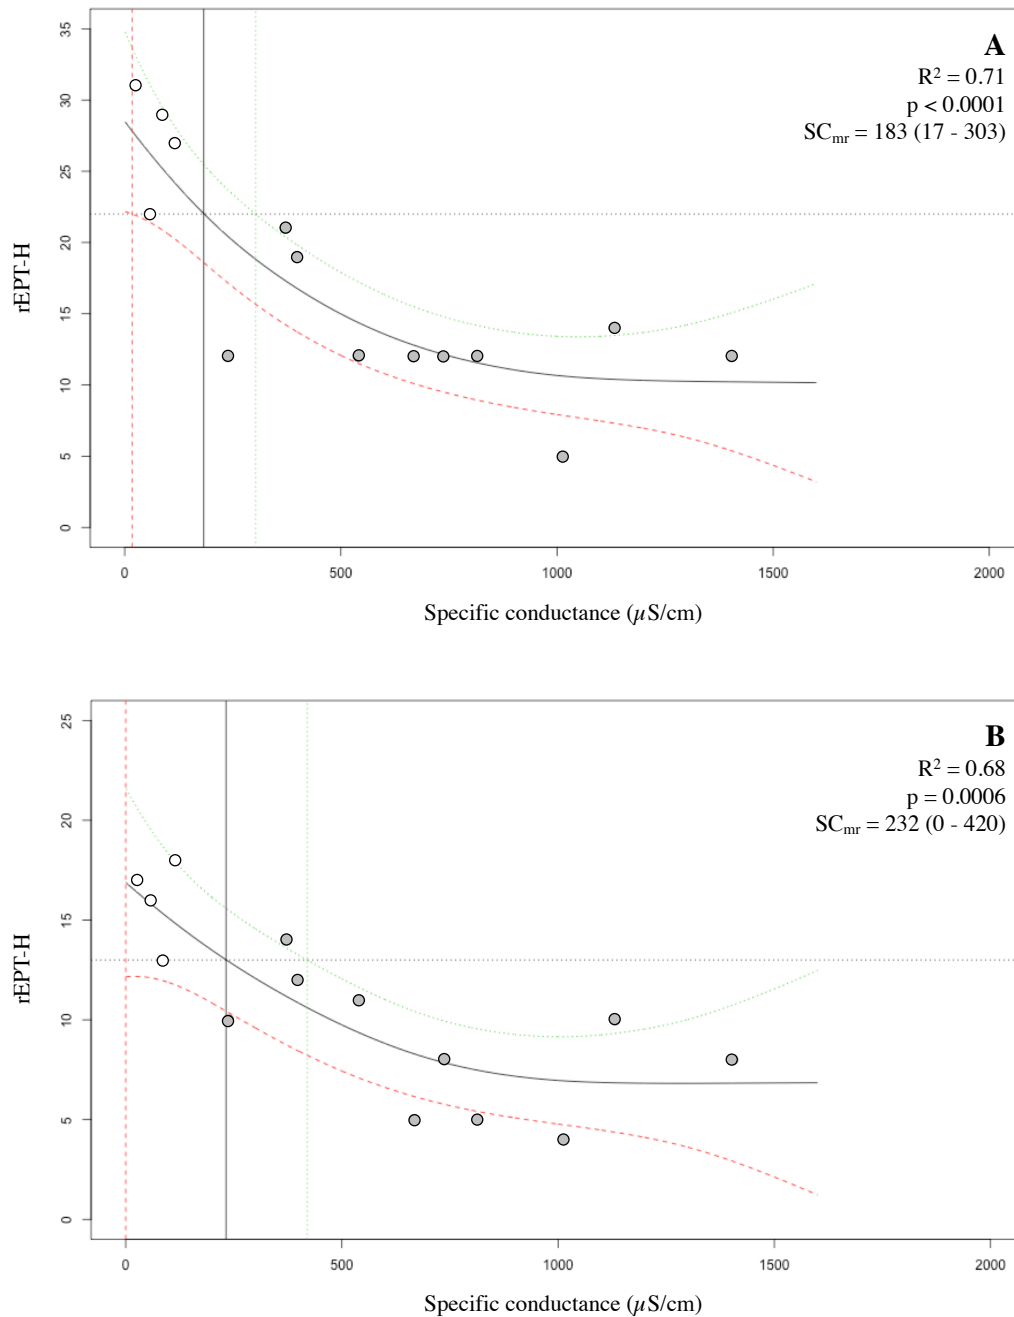 A
R² = 0.71
p < 0.0001
SCmr = 183 (17 - 303)
35
30
25
20
15
10
5
0
rEPT-H
0 500 1000 1500 2000
Specific conductance (µS/cm)
B
R² = 0.68
p = 0.0006
SCmr = 232 (0 - 420)
25
20
15
10
5
0
rEPT-H
0 500 1000 1500 2000
Specific conductance (µS/cm)